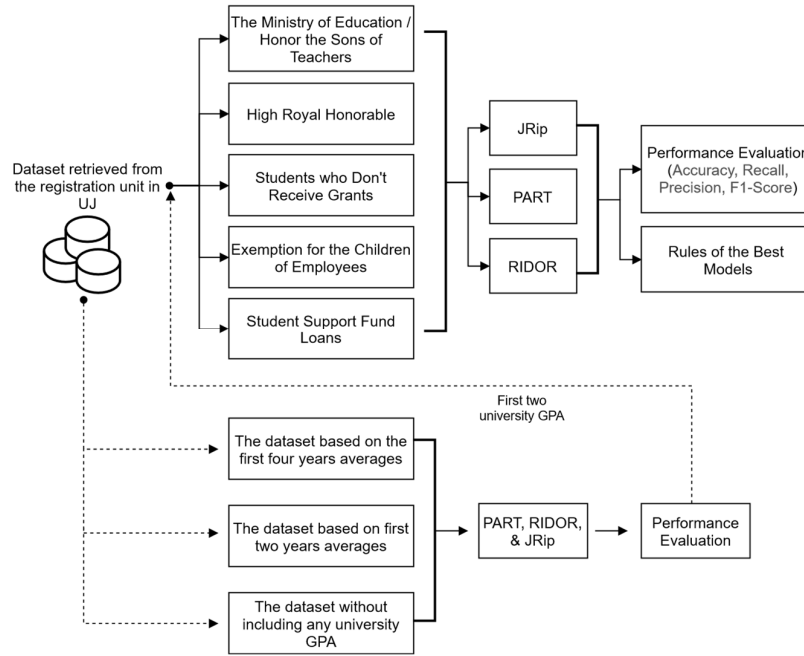 The Ministry of Education /
Honor the Sons of
Teachers
High Royal Honorable
Dataset retrieved from
the registration unit in
UJ
Students who Don't
Receive Grants
Exemption for the Children
of Employees
Student Support Fund
Loans
JRip
PART
RIDOR
Performance Evaluation
(Accuracy, Recall,
Precision, F1-Score)
Rules of the Best
Models
First two
university GPA
The dataset based on the
first four years averages
The dataset based on first
two years averages
The dataset without
including any university
GPA
PART, RIDOR,
& JRip
Performance
Evaluation